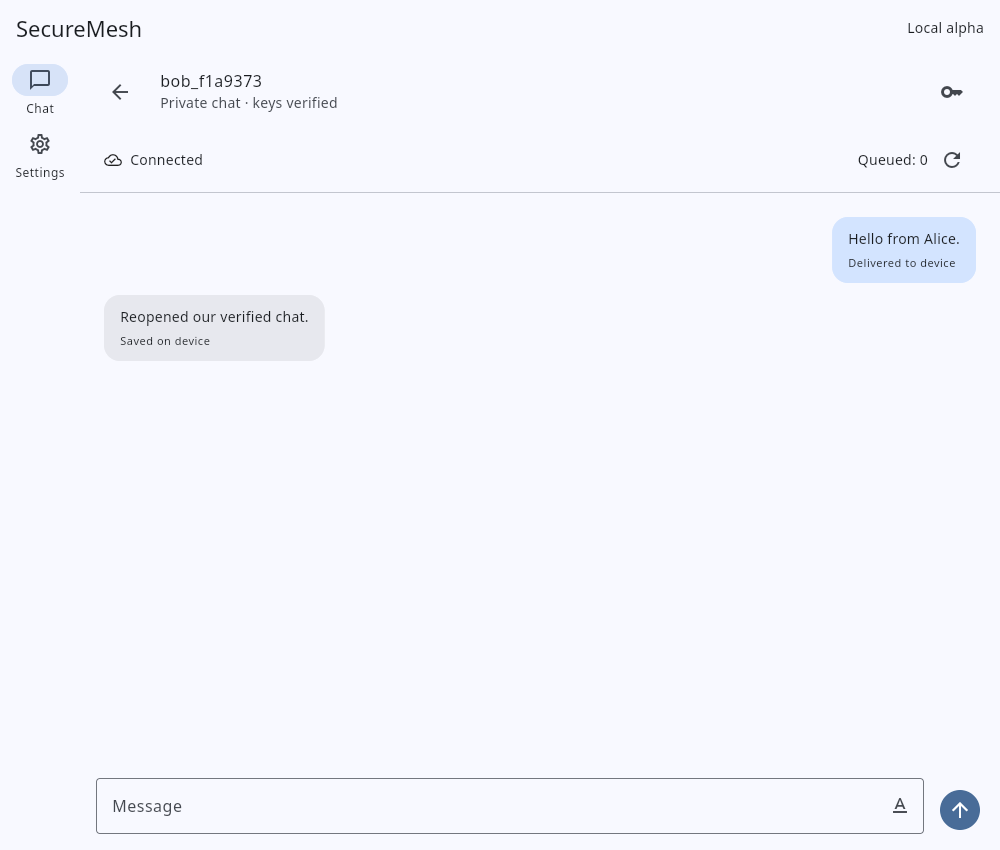 SecureMesh
Local alpha
Chat
Settings
bob_f1a9373
Private chat · keys verified
Connected
Queued: 0
Hello from Alice.
Delivered to device
Reopened our verified chat.
Saved on device
Message
A